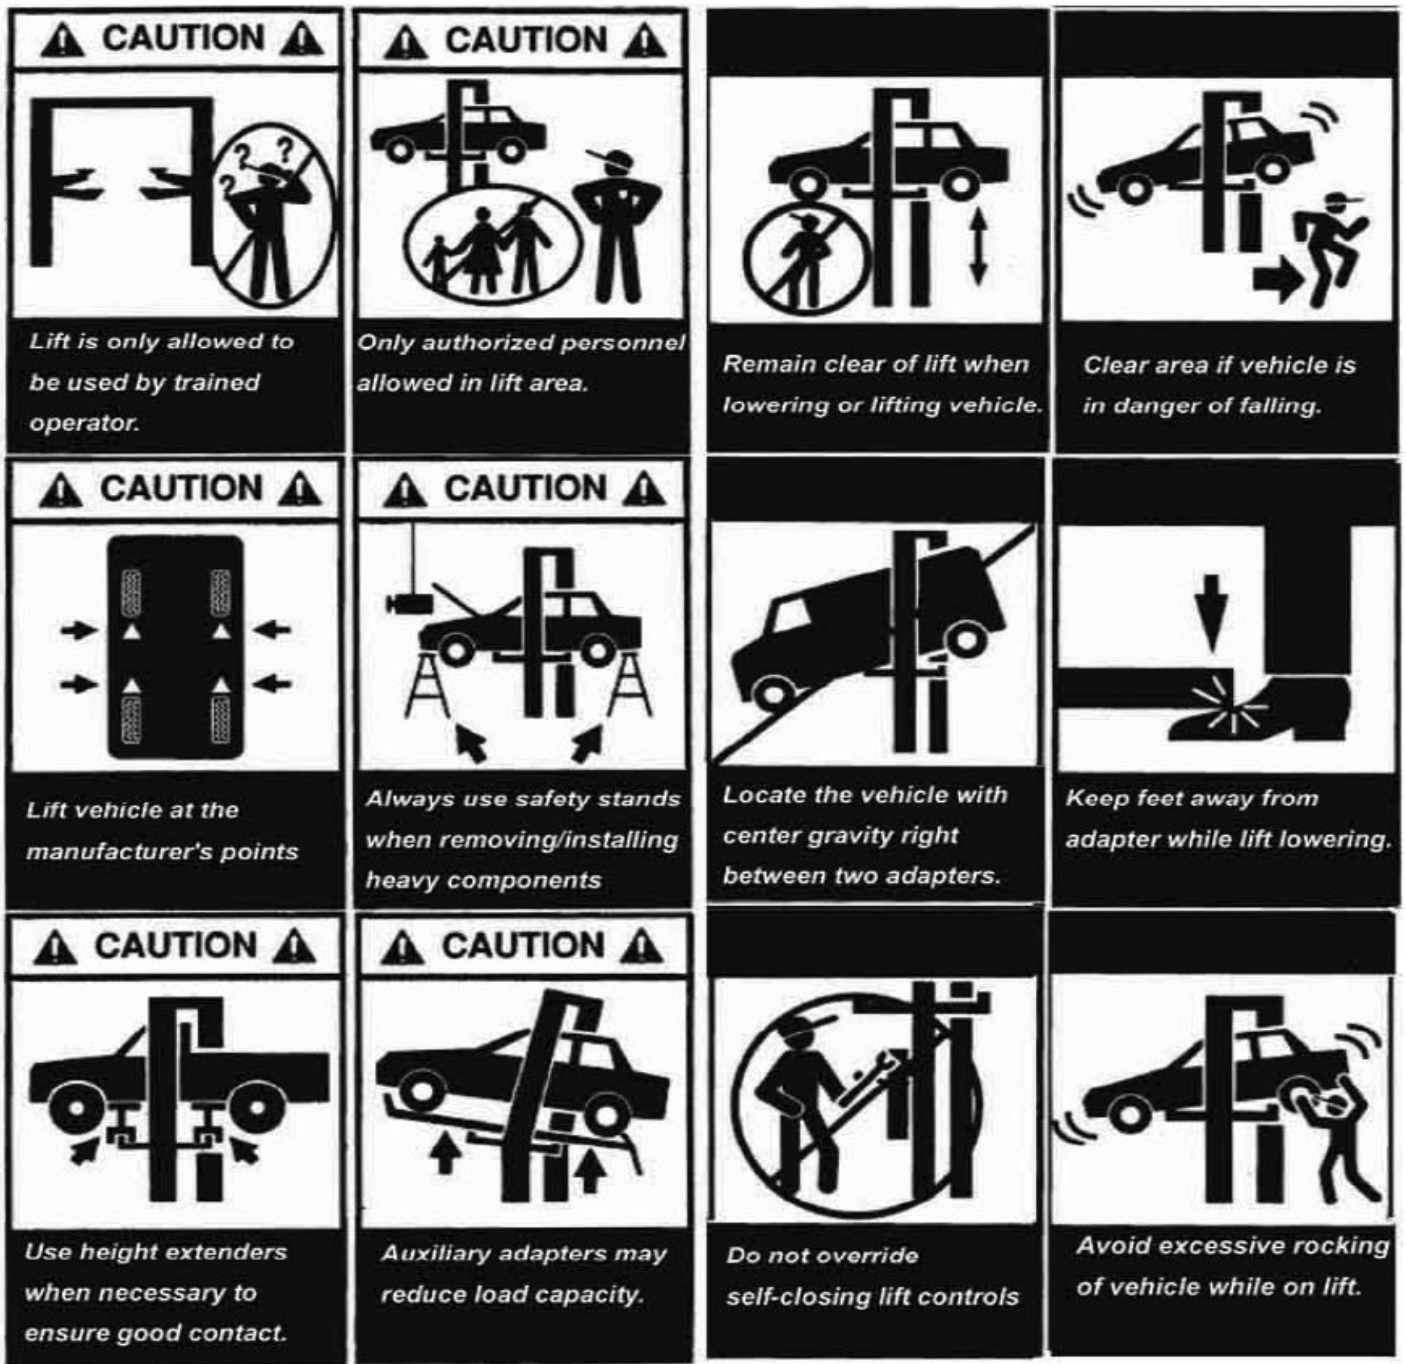 CAUTION
Lift is only allowed to
be used by trained
operator.
CAUTION
Only authorized personnel
allowed in lift area.
Remain clear of lift when
lowering or lifting vehicle.
Clear area if vehicle is
in danger of falling.
CAUTION
Lift vehicle at the
manufacturer's points
CAUTION
Always use safety stands
when removing/installing
heavy components
Locate the vehicle with
center gravity right
between two adapters.
Keep feet away from
adapter while lift lowering.
CAUTION
Use height extenders
when necessary to
ensure good contact.
CAUTION
Auxiliary adapters may
reduce load capacity.
Do not override
self-closing lift controls
Avoid excessive rocking
of vehicle while on lift.